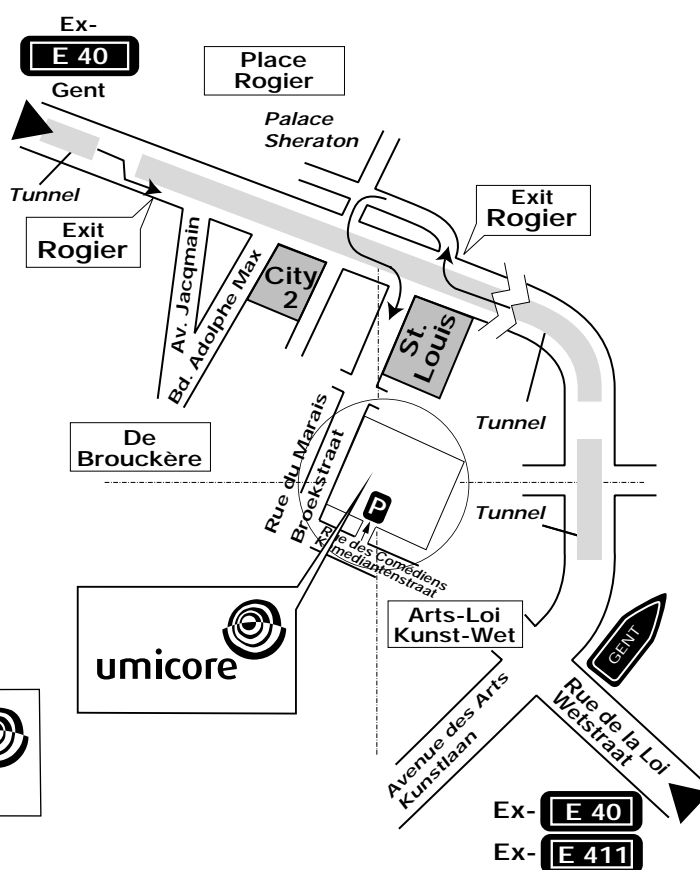 Ex-
E 40
Gent
Place
Rogier
Palace
Sheraton
Tunnel
Exit
Rogier
Exit
Rogier
Av. Jacqmain
Bd. Adolphe Max
City
2
St.
Louis
Tunnel
De
Brouckère
Rue du Marais
Broekstraat
P
Tunnel
Rue des Comédiens
Komediantenstraat
Arts-Loi
Kunst-Wet
GENT
umicore
Avenue des Arts
Kunstlaan
Rue de la Loi
Wetstraat
Ex-
E 40
Ex-
E 411